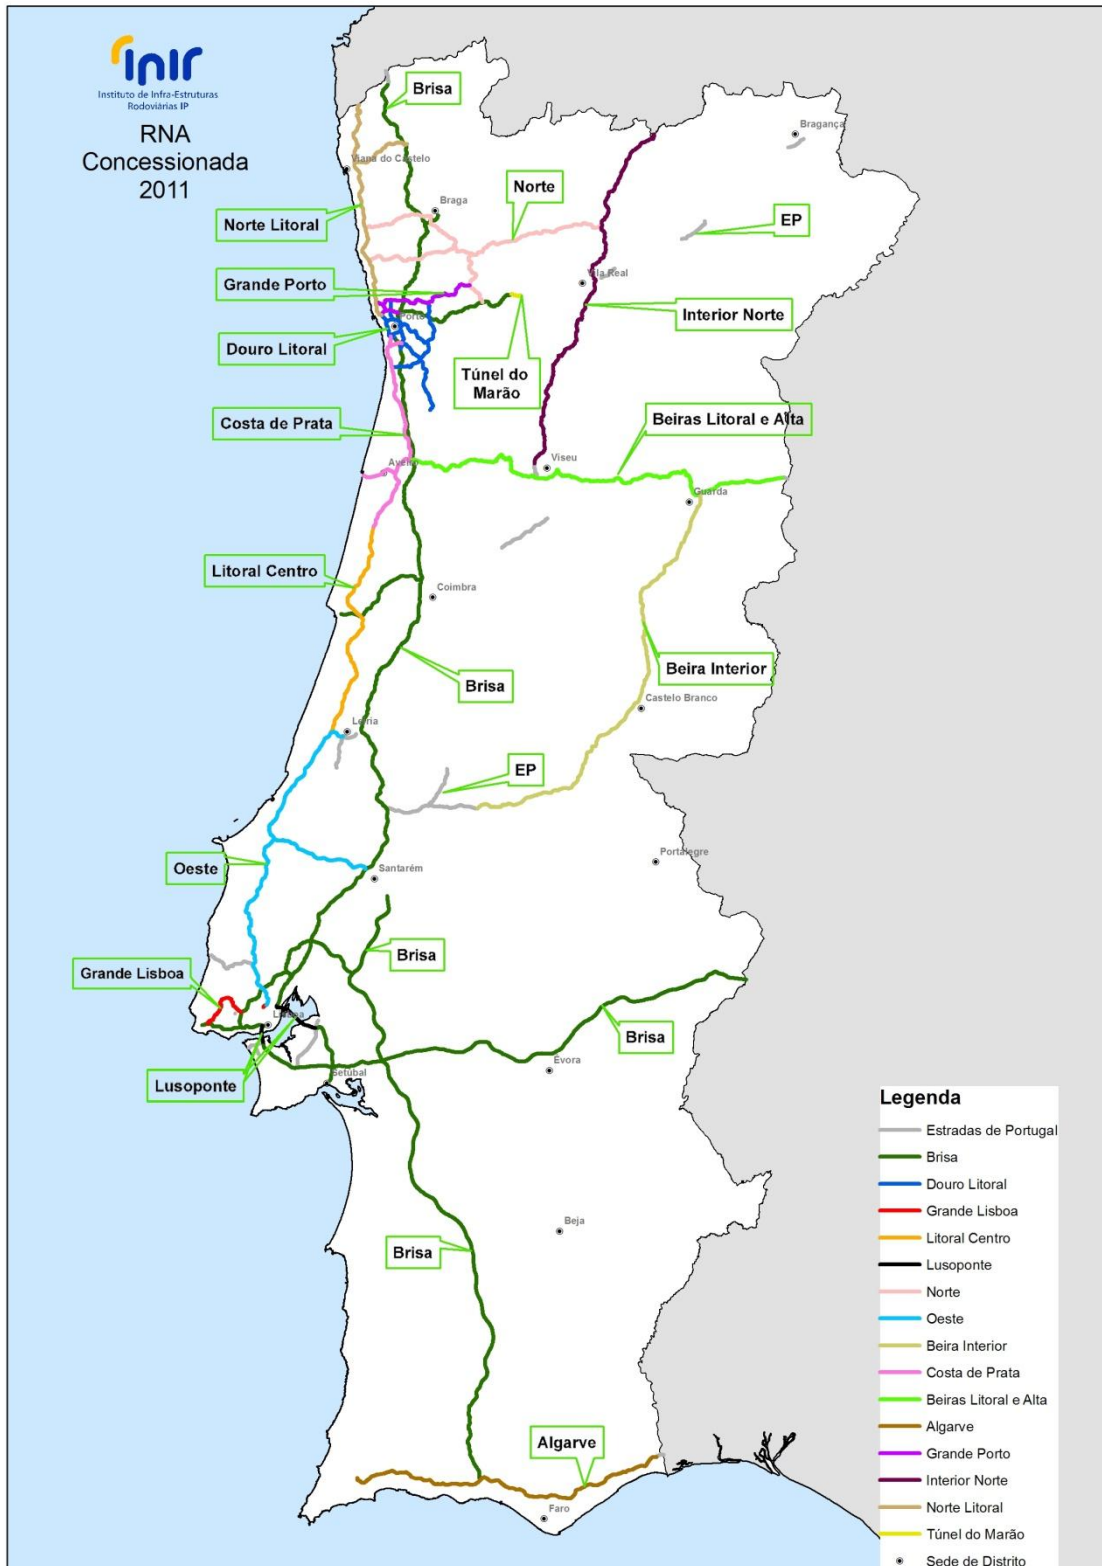 inir
Instituto de Infra-Estruturas
Rodoviárias IP
RNA
Concessionada
2011
Brisa
Bragança
Viana do Castelo
Norte
Braga
Norte Litoral
EP
Vila Real
Grande Porto
Interior Norte
Porto
Douro Litoral
Túnel do
Marão
Costa de Prata
Beiras Litoral e Alta
Aveiro
Viseu
Guarda
Litoral Centro
Coimbra
Beira Interior
Brisa
Castelo Branco
Leiria
EP
Portalegre
Oeste
Santarém
Brisa
Grande Lisboa
Lisboa
Brisa
Évora
Lusoponte
Setúbal
Legenda
Estradas de Portugal
Brisa
Douro Litoral
Grande Lisboa
Litoral Centro
Lusoponte
Norte
Oeste
Beira Interior
Costa de Prata
Beiras Litoral e Alta
Algarve
Grande Porto
Interior Norte
Norte Litoral
Túnel do Marão
Sede de Distrito
Beja
Brisa
Algarve
Faro